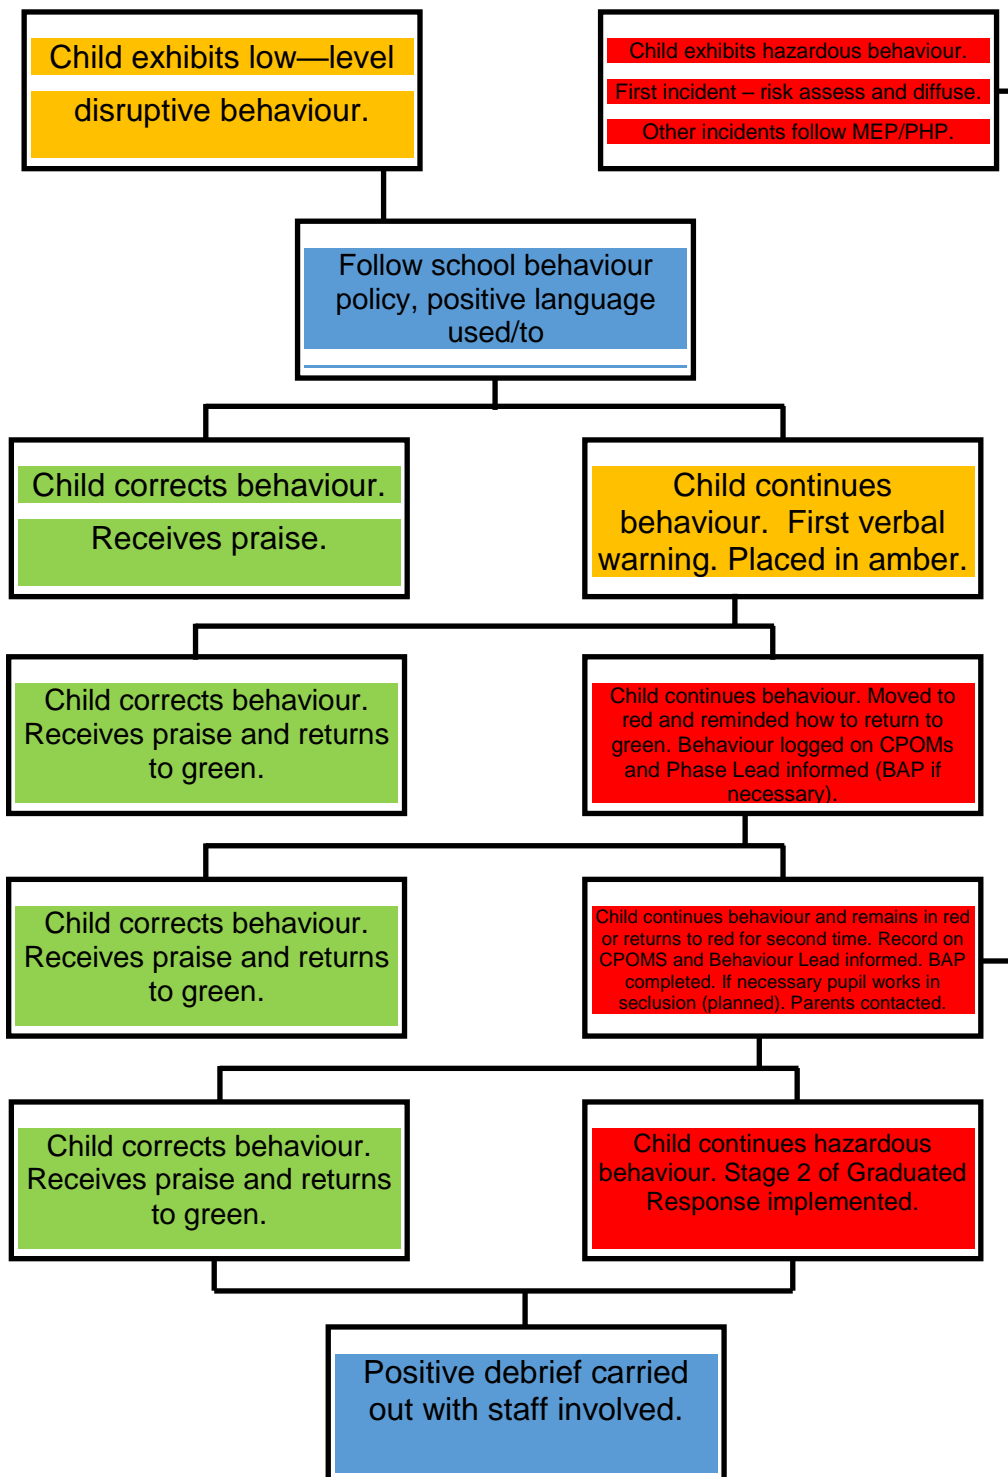 Child exhibits low—level
disruptive behaviour.
Child exhibits hazardous behaviour.
First incident – risk assess and diffuse.
Other incidents follow MEP/PHP.
Follow school behaviour
policy, positive language
used/to
Child corrects behaviour.
Receives praise.
Child continues
behaviour.  First verbal
warning. Placed in amber.
Child corrects behaviour.
Receives praise and returns
to green.
Child continues behaviour. Moved to
red and reminded how to return to
green. Behaviour logged on CPOMs
and Phase Lead informed (BAP if
necessary).
Child corrects behaviour.
Receives praise and returns
to green.
Child continues behaviour and remains in red
or returns to red for second time. Record on
CPOMS and Behaviour Lead informed. BAP
completed. If necessary pupil works in
seclusion (planned). Parents contacted.
Child corrects behaviour.
Receives praise and returns
to green.
Child continues hazardous
behaviour. Stage 2 of Graduated
Response implemented.
Positive debrief carried
out with staff involved.